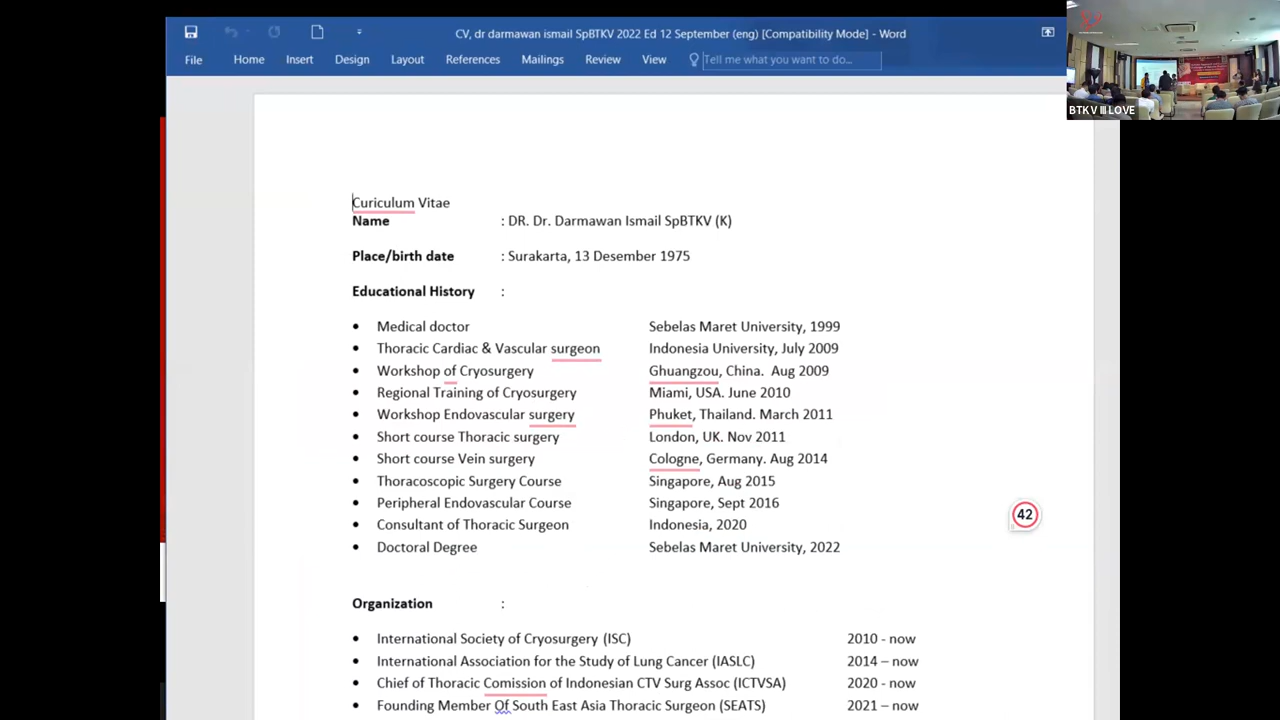 CV, dr darmawan ismail SpBTKV 2022 Ed 12 September (eng) [Compatibility Mode] - Word
File Home Insert Design Layout References Mailings Review View Tell me what you want to do...
BTKV III LOVE
Curiculum Vitae
Name : DR. Dr. Darmawan Ismail SpBTKV (K)
Place/birth date : Surakarta, 13 Desember 1975
Educational History :
• Medical doctor Sebelas Maret University, 1999
• Thoracic Cardiac & Vascular surgeon Indonesia University, July 2009
• Workshop of Cryosurgery Ghuangzou, China. Aug 2009
• Regional Training of Cryosurgery Miami, USA. June 2010
• Workshop Endovascular surgery Phuket, Thailand. March 2011
• Short course Thoracic surgery London, UK. Nov 2011
• Short course Vein surgery Cologne, Germany. Aug 2014
• Thoracoscopic Surgery Course Singapore, Aug 2015
• Peripheral Endovascular Course Singapore, Sept 2016
• Consultant of Thoracic Surgeon Indonesia, 2020
• Doctoral Degree Sebelas Maret University, 2022
42
Organization :
• International Society of Cryosurgery (ISC) 2010 - now
• International Association for the Study of Lung Cancer (IASLC) 2014 – now
• Chief of Thoracic Comission of Indonesian CTV Surg Assoc (ICTVSA) 2020 - now
• Founding Member Of South East Asia Thoracic Surgeon (SEATS) 2021 – now